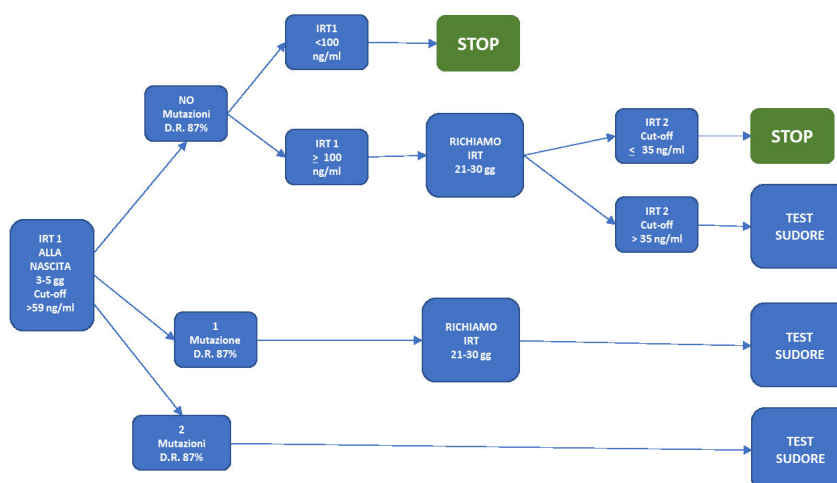 IRT1
<100
ng/ml
STOP
NO
Mutazioni
D.R. 87%
IRT 1
≥ 100
ng/ml
RICHIAMO
IRT
21-30 gg
IRT 2
Cut-off
≤ 35 ng/ml
STOP
IRT 2
Cut-off
> 35 ng/ml
TEST
SUDORE
IRT 1
ALLA
NASCITA
3-5 gg
Cut-off
>59 ng/ml
1
Mutazione
D.R. 87%
RICHIAMO
IRT
21-30 gg
TEST
SUDORE
2
Mutazioni
D.R. 87%
TEST
SUDORE